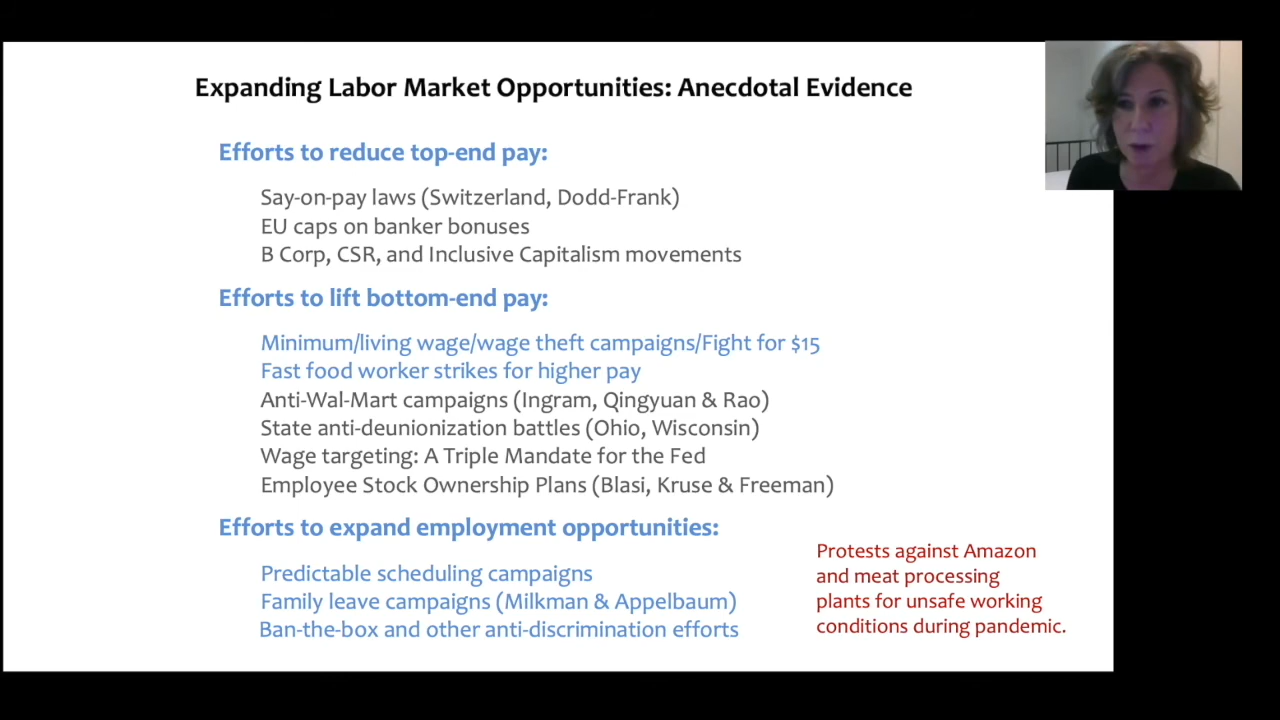 Expanding Labor Market Opportunities: Anecdotal Evidence
Efforts to reduce top-end pay:
Say-on-pay laws (Switzerland, Dodd-Frank)
EU caps on banker bonuses
B Corp, CSR, and Inclusive Capitalism movements
Efforts to lift bottom-end pay:
Minimum/living wage/wage theft campaigns/Fight for $15
Fast food worker strikes for higher pay
Anti-Wal-Mart campaigns (Ingram, Qingyuan & Rao)
State anti-deunionization battles (Ohio, Wisconsin)
Wage targeting: A Triple Mandate for the Fed
Employee Stock Ownership Plans (Blasi, Kruse & Freeman)
Efforts to expand employment opportunities:
Predictable scheduling campaigns
Family leave campaigns (Milkman & Appelbaum)
Ban-the-box and other anti-discrimination efforts
Protests against Amazon
and meat processing
plants for unsafe working
conditions during pandemic.